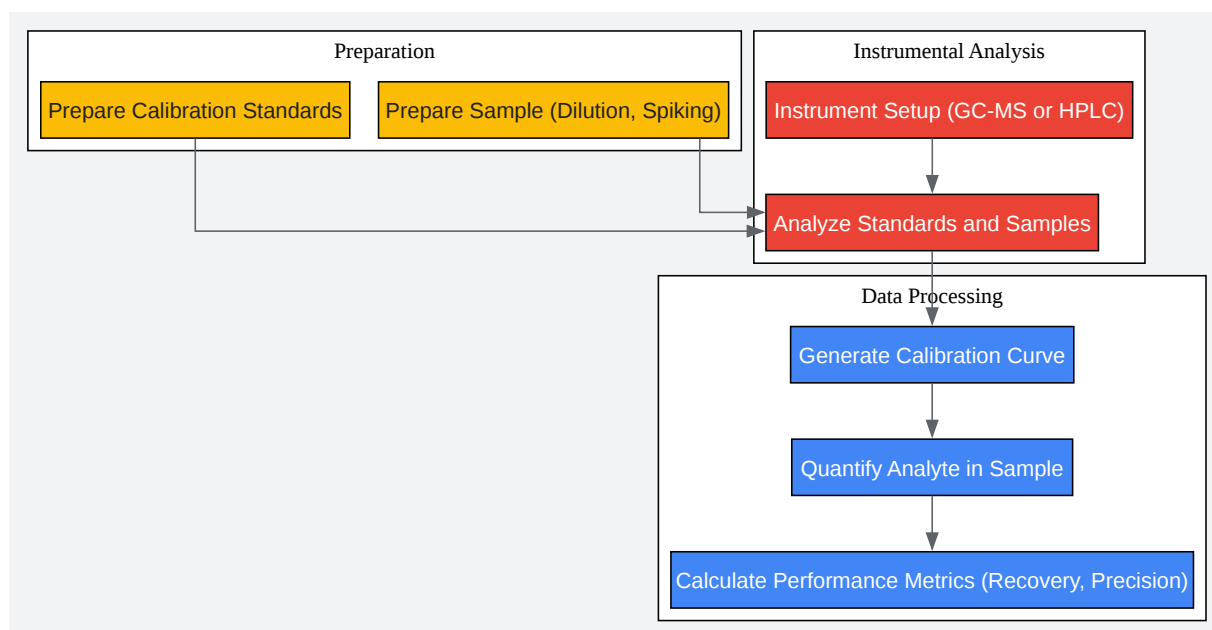 Preparation
Prepare Calibration Standards
Prepare Sample (Dilution, Spiking)
Instrumental Analysis
Instrument Setup (GC-MS or HPLC)
Analyze Standards and Samples
Data Processing
Generate Calibration Curve
Quantify Analyte in Sample
Calculate Performance Metrics (Recovery, Precision)